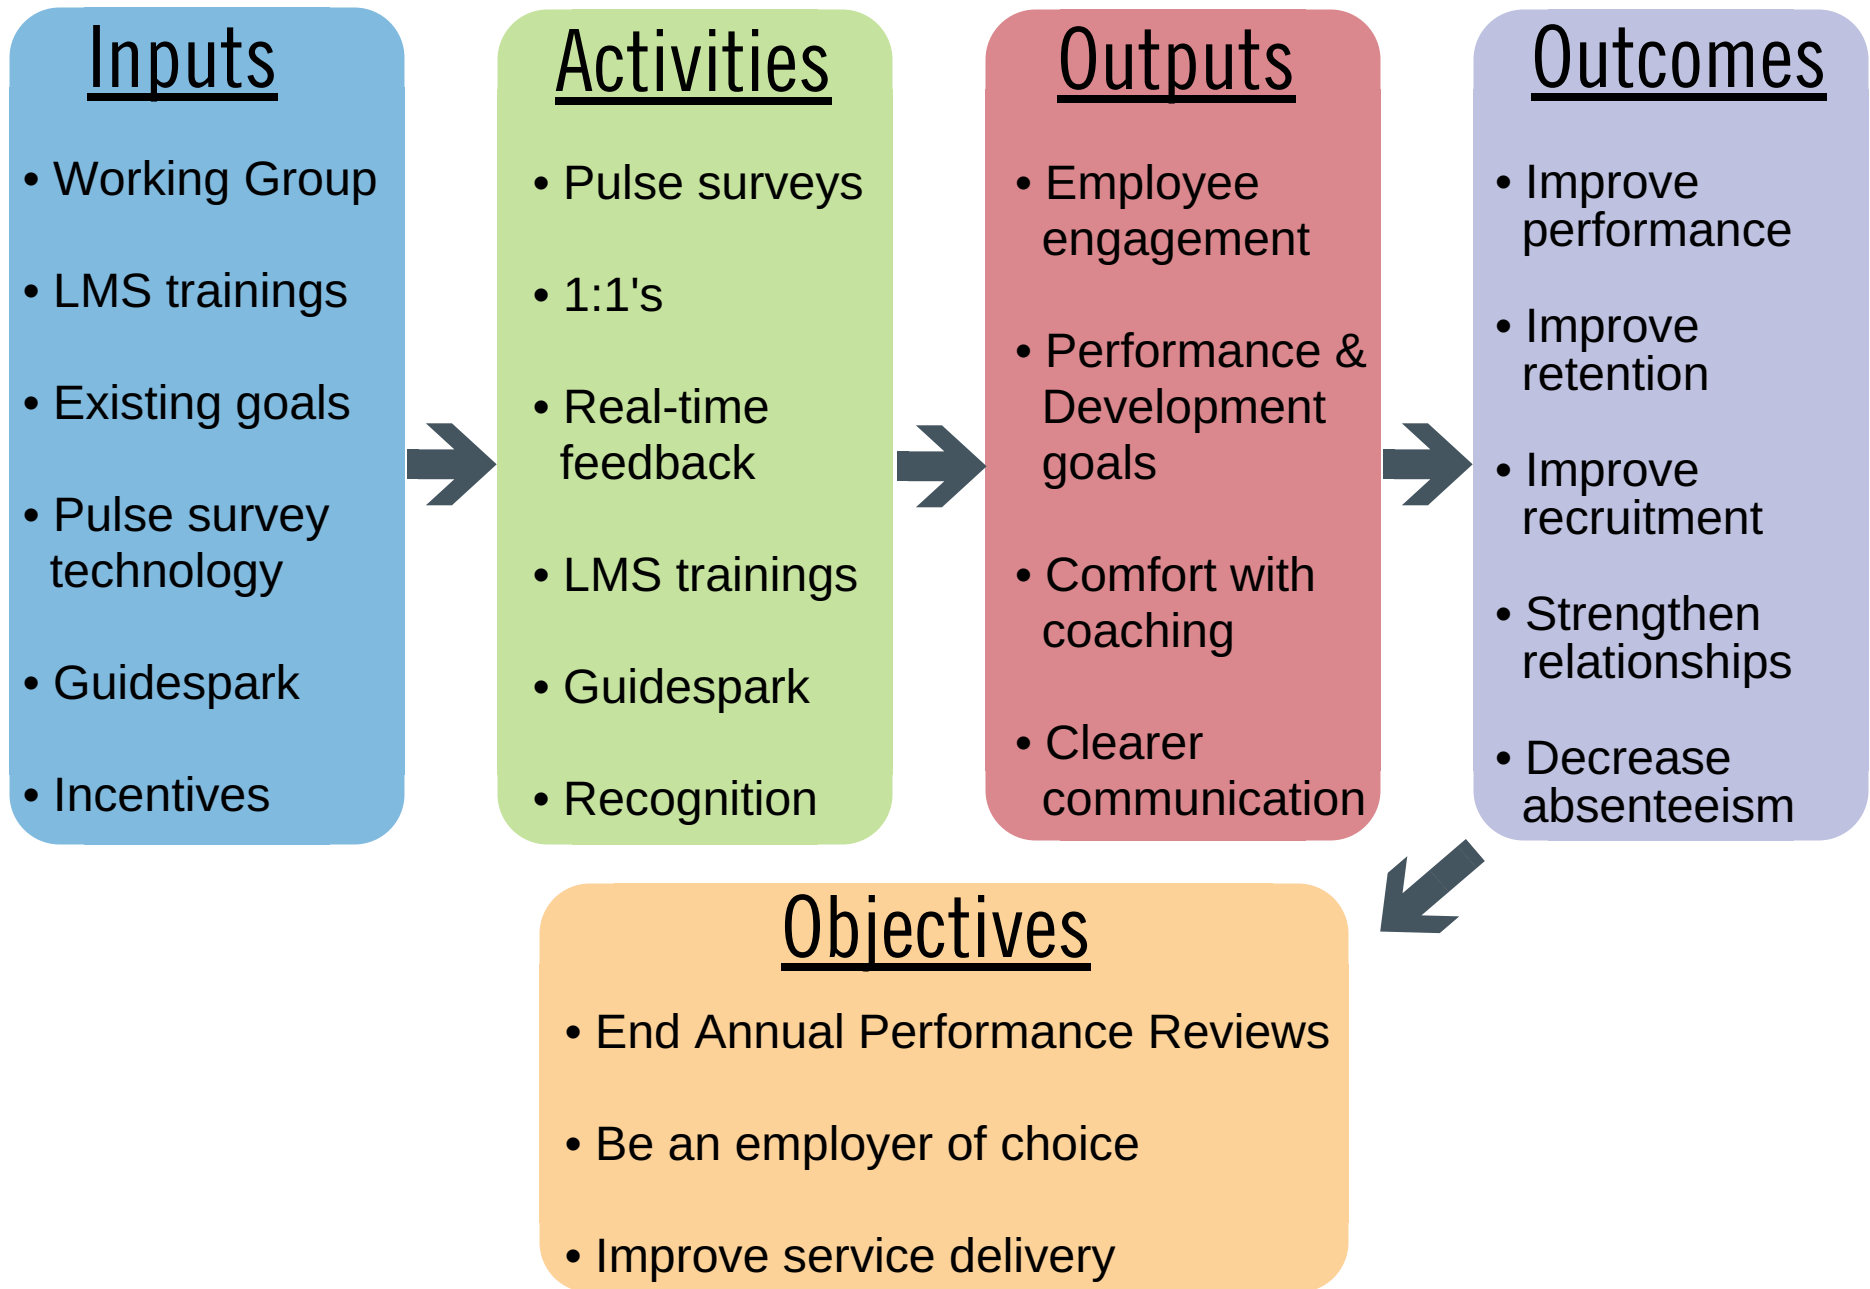 Inputs
• Working Group
• LMS trainings
• Existing goals
• Pulse survey
technology
• Guidespark
• Incentives
Activities
• Pulse surveys
• 1:1's
• Real-time
feedback
• LMS trainings
• Guidespark
• Recognition
Outputs
• Employee
engagement
• Performance &
Development
goals
• Comfort with
coaching
• Clearer
communication
Outcomes
• Improve
performance
• Improve
retention
• Improve
recruitment
• Strengthen
relationships
• Decrease
absenteeism
Objectives
• End Annual Performance Reviews
• Be an employer of choice
• Improve service delivery